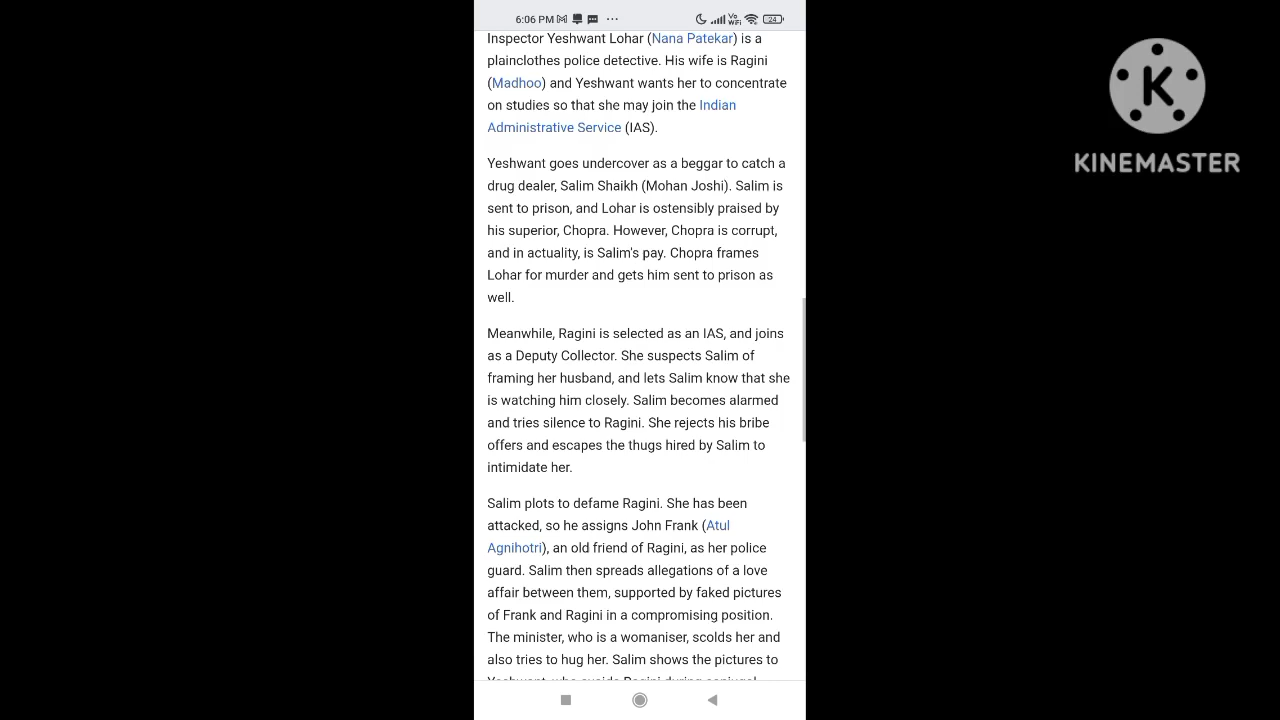 6:06 PM
Vo WiFi
24
Inspector Yeshwant Lohar (Nana Patekar) is a
plainclothes police detective. His wife is Ragini
(Madhoo) and Yeshwant wants her to concentrate
on studies so that she may join the Indian
Administrative Service (IAS).
Yeshwant goes undercover as a beggar to catch a
drug dealer, Salim Shaikh (Mohan Joshi). Salim is
sent to prison, and Lohar is ostensibly praised by
his superior, Chopra. However, Chopra is corrupt,
and in actuality, is Salim's pay. Chopra frames
Lohar for murder and gets him sent to prison as
well.
Meanwhile, Ragini is selected as an IAS, and joins
as a Deputy Collector. She suspects Salim of
framing her husband, and lets Salim know that she
is watching him closely. Salim becomes alarmed
and tries silence to Ragini. She rejects his bribe
offers and escapes the thugs hired by Salim to
intimidate her.
Salim plots to defame Ragini. She has been
attacked, so he assigns John Frank (Atul
Agnihotri), an old friend of Ragini, as her police
guard. Salim then spreads allegations of a love
affair between them, supported by faked pictures
of Frank and Ragini in a compromising position.
The minister, who is a womaniser, scolds her and
also tries to hug her. Salim shows the pictures to
K
KINEMASTER